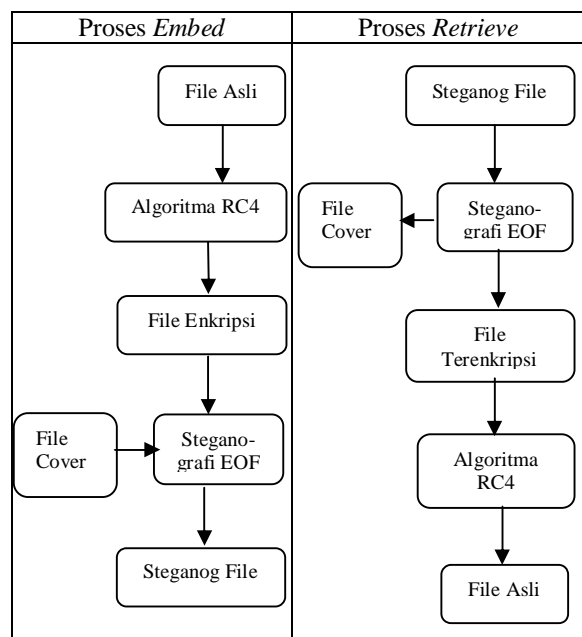 Proses Embed
File Asli
Algoritma RC4
File Enkripsi
File
Cover
Stegano-
grafi EOF
Steganog File
Proses Retrieve
Steganog File
File
Cover
Stegano-
grafi EOF
File
Terenkripsi
Algoritma
RC4
File Asli